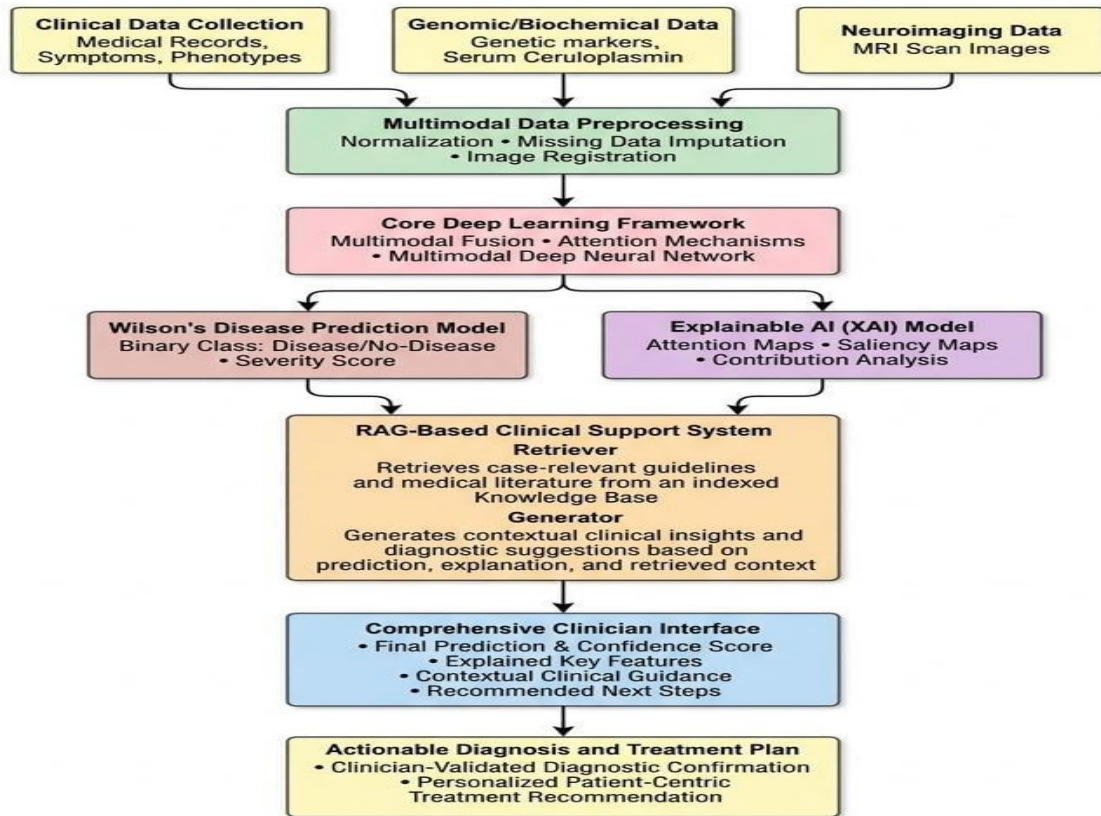 Clinical Data Collection
Medical Records,
Symptoms, Phenotypes
Genomic/Biochemical Data
Genetic markers,
Serum Ceruloplasmin
Neuroimaging Data
MRI Scan Images
Multimodal Data Preprocessing
Normalization • Missing Data Imputation
• Image Registration
Core Deep Learning Framework
Multimodal Fusion • Attention Mechanisms
• Multimodal Deep Neural Network
Wilson's Disease Prediction Model
Binary Class: Disease/No-Disease
• Severity Score
Explainable AI (XAI) Model
Attention Maps • Saliency Maps
• Contribution Analysis
RAG-Based Clinical Support System
Retriever
Retrieves case-relevant guidelines
and medical literature from an indexed
Knowledge Base
Generator
Generates contextual clinical insights and
diagnostic suggestions based on
prediction, explanation, and retrieved context
Comprehensive Clinician Interface
• Final Prediction & Confidence Score
• Explained Key Features
• Contextual Clinical Guidance
• Recommended Next Steps
Actionable Diagnosis and Treatment Plan
• Clinician-Validated Diagnostic Confirmation
• Personalized Patient-Centric
Treatment Recommendation